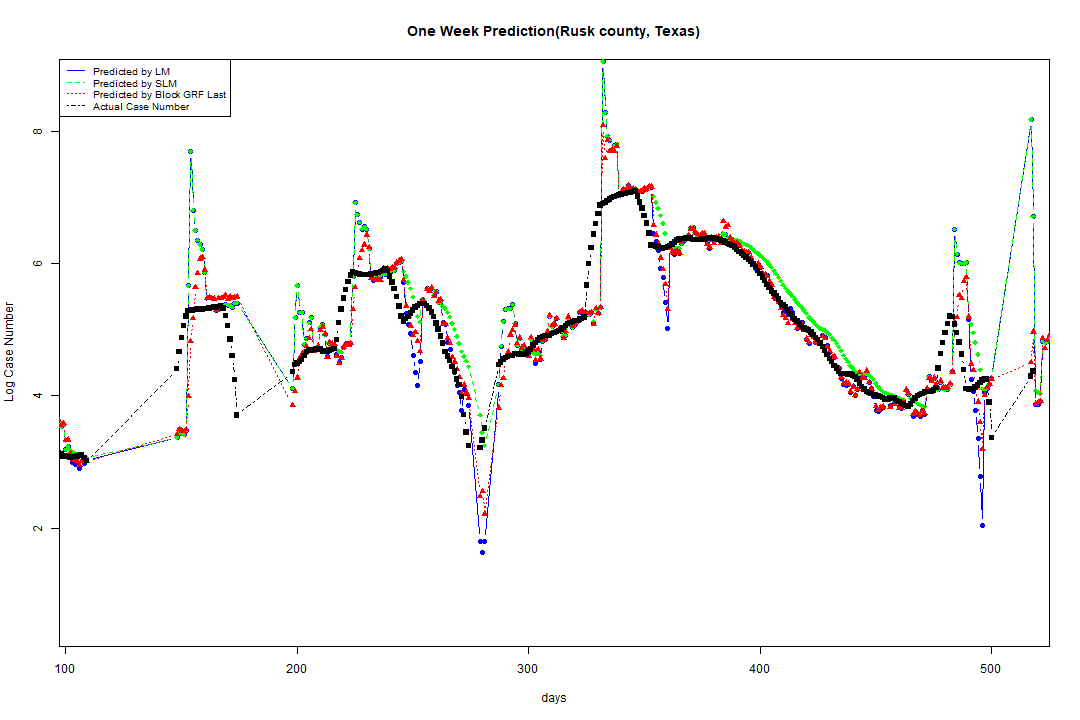 One Week Prediction(Rusk county, Texas)
Predicted by LM
Predicted by SLM
Predicted by Block GRF Last
Actual Case Number
Log Case Number
8
6
4
2
100
200
300
400
500
days